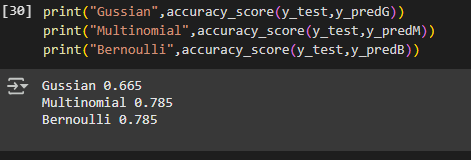 [30]
print("Gussian",accuracy_score(y_test,y_predG))
print("Multinomial",accuracy_score(y_test,y_predM))
print("Bernoulli",accuracy_score(y_test,y_predB))
Gussian 0.665
Multinomial 0.785
Bernoulli 0.785